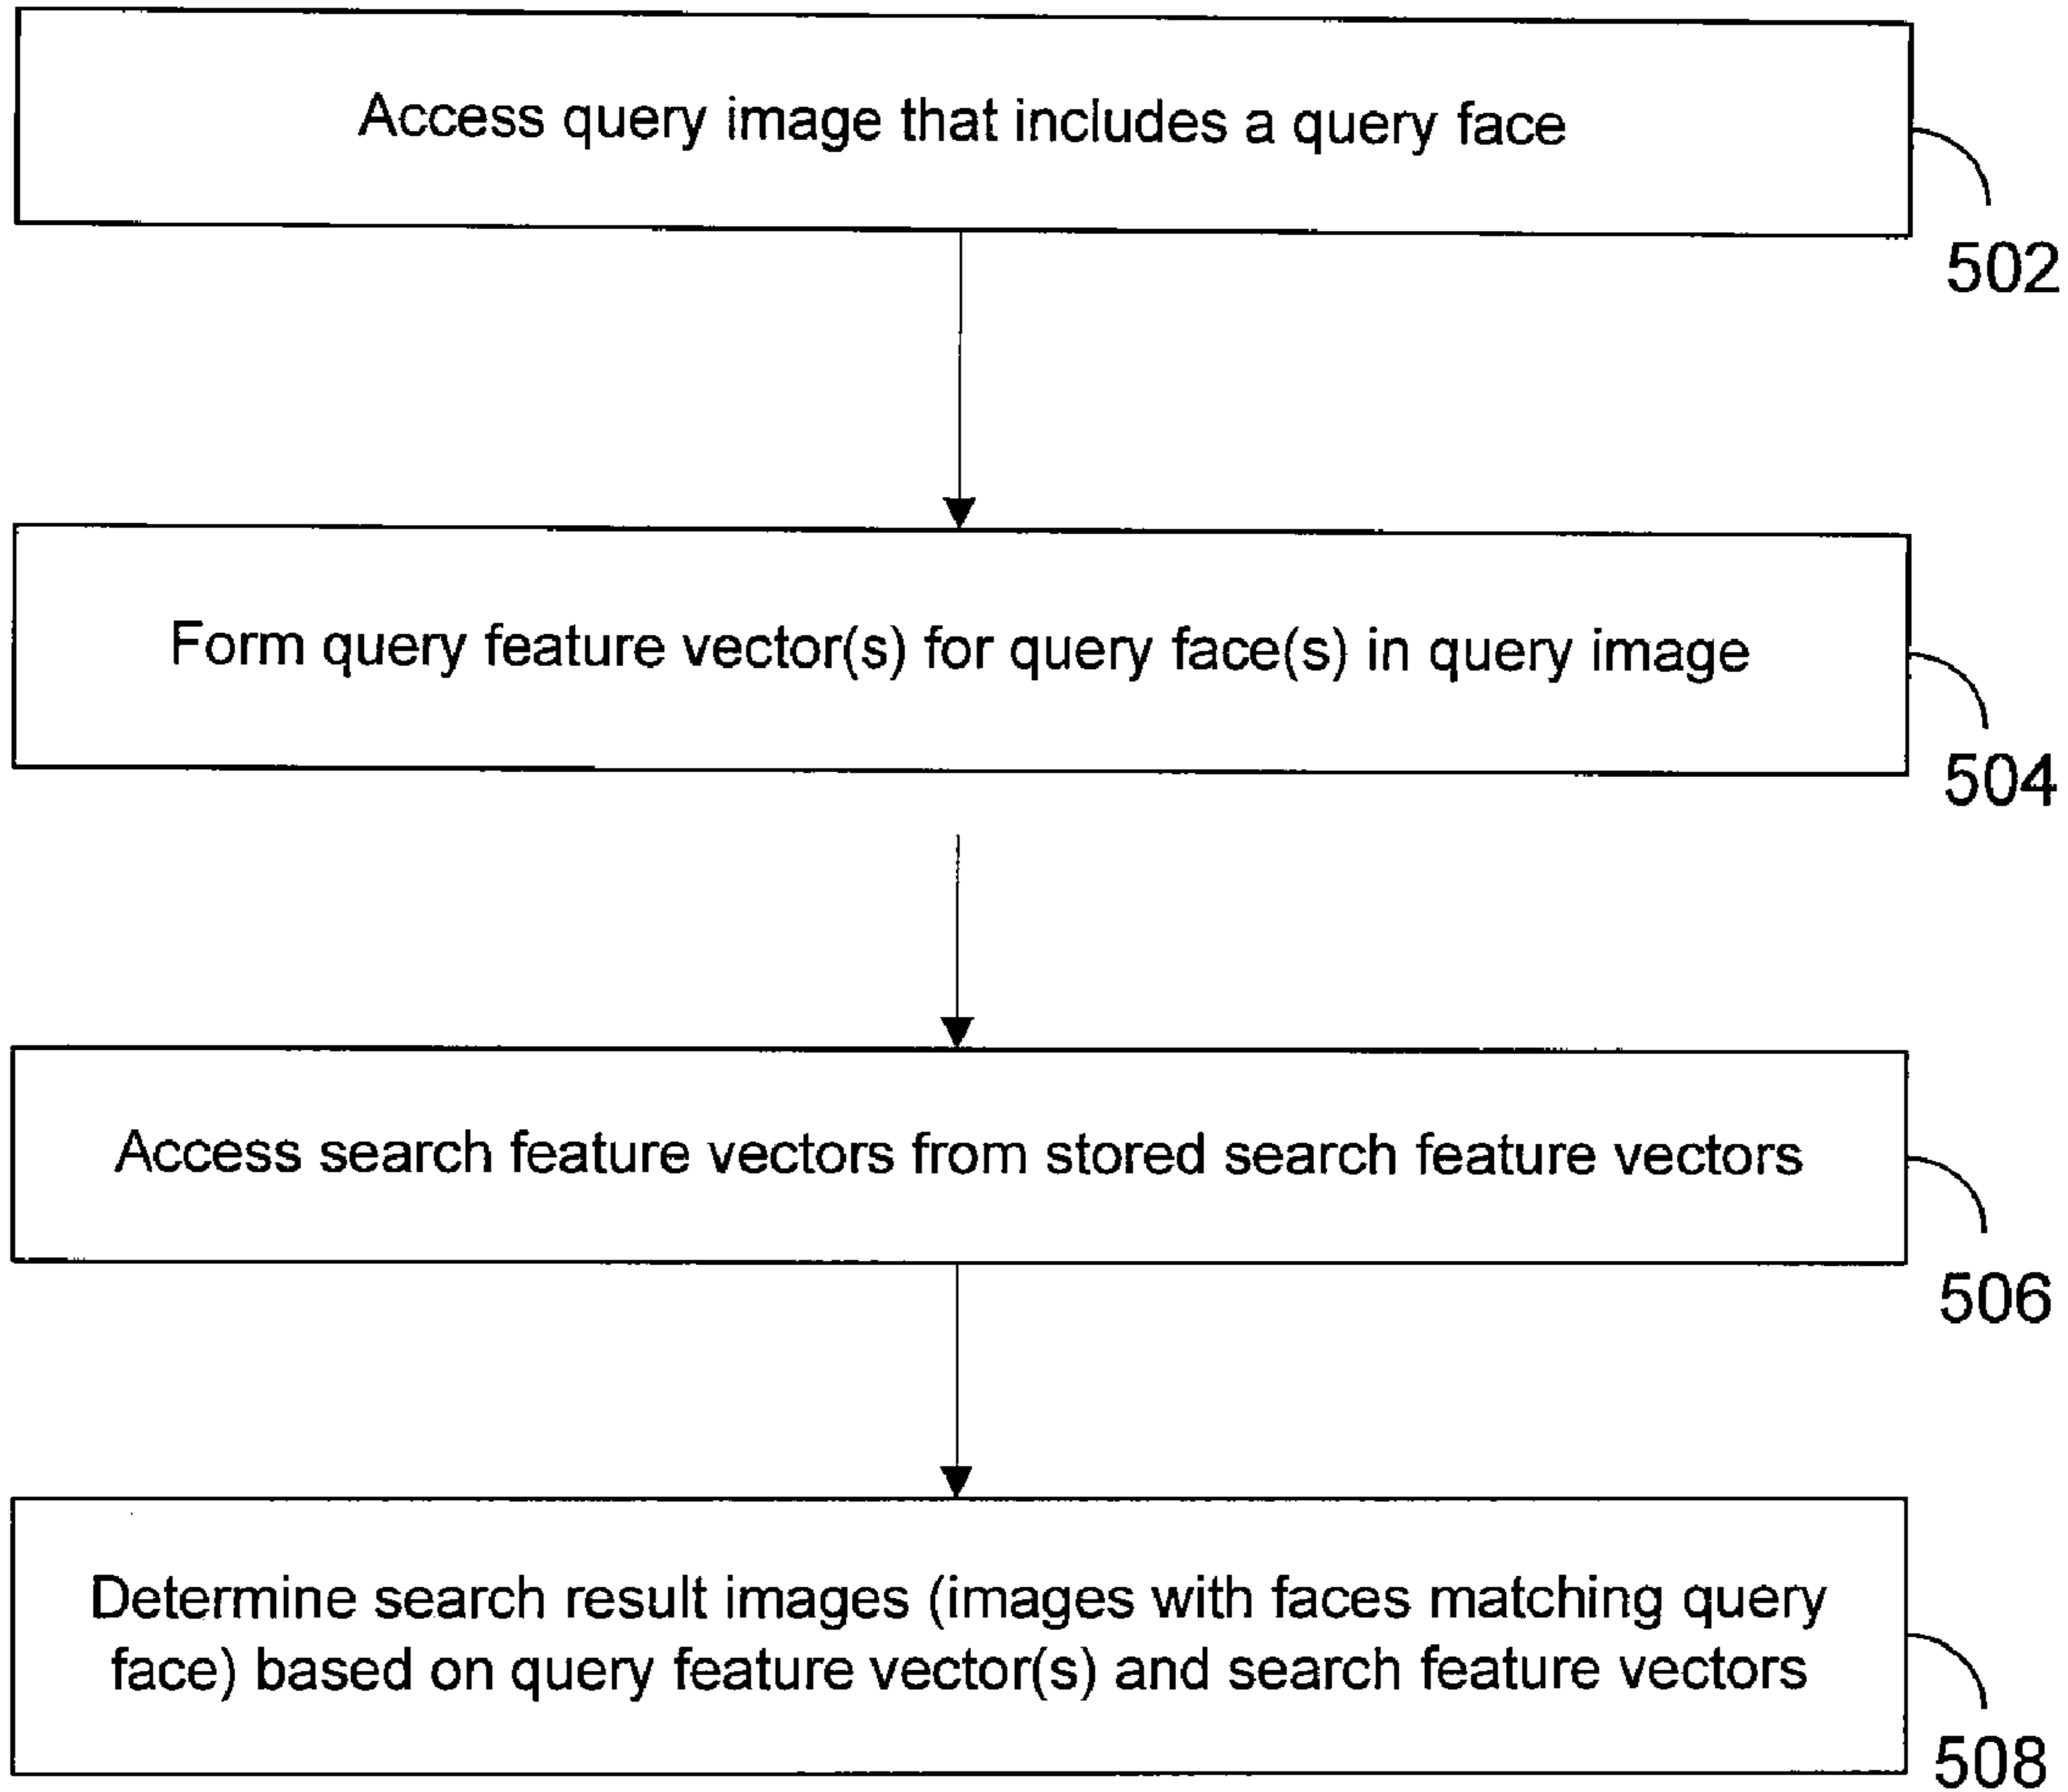 Access query image that includes a query face
502
Form query feature vector(s) for query face(s) in query image
504
Access search feature vectors from stored search feature vectors
506
Determine search result images (images with faces matching query
face) based on query feature vector(s) and search feature vectors
508